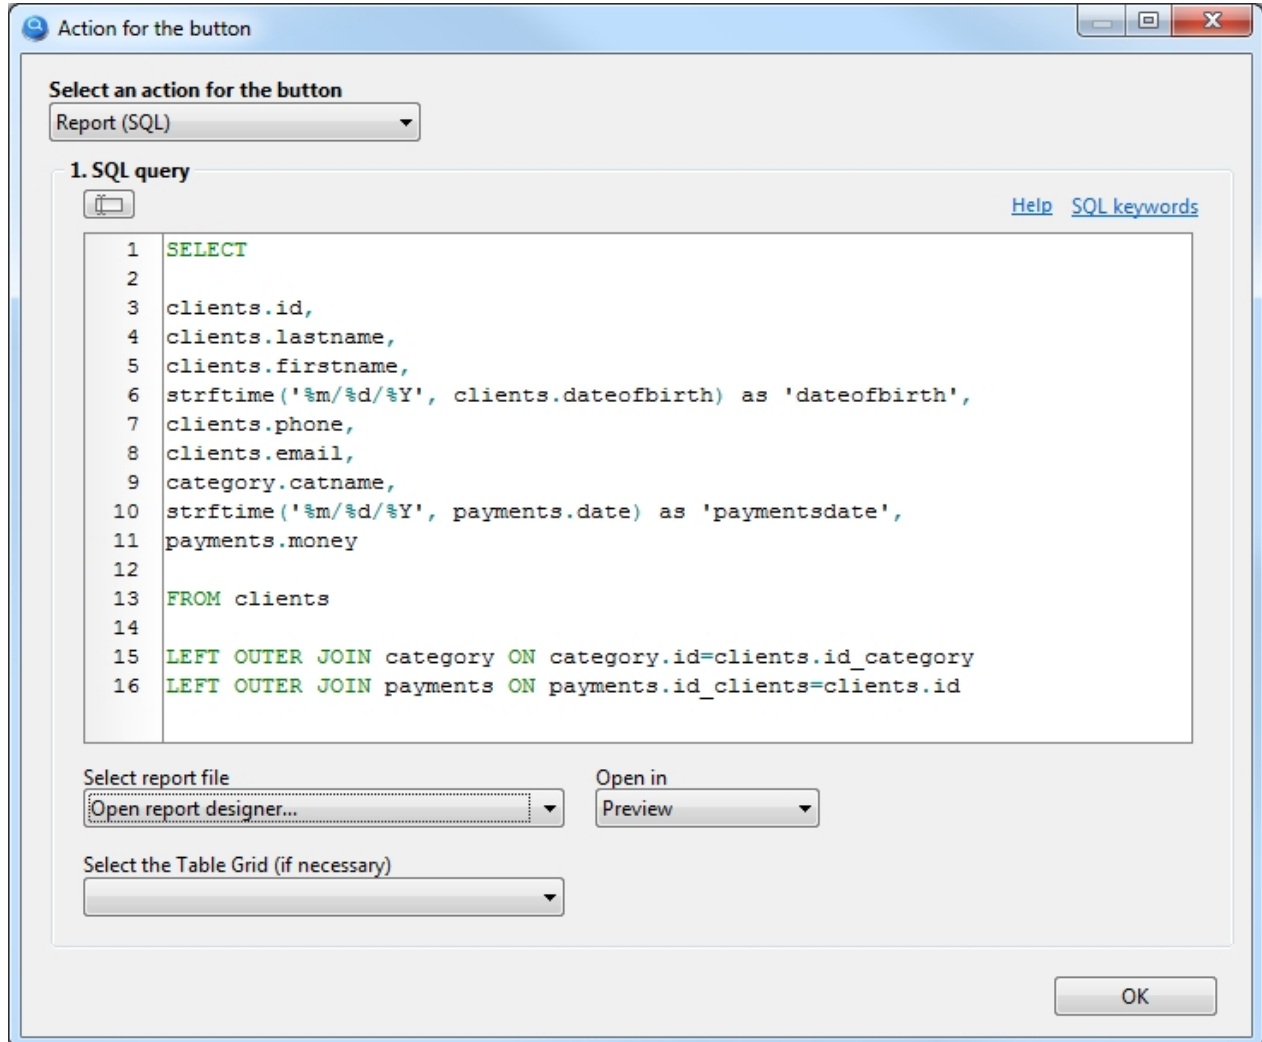 Action for the button
Select an action for the button
Report (SQL)
1. SQL query
Help SQL keywords
1 SELECT
2
3 clients.id,
4 clients.lastname,
5 clients.firstname,
6 strftime('%m/%d/%Y', clients.dateofbirth) as 'dateofbirth',
7 clients.phone,
8 clients.email,
9 category.catname,
10 strftime('%m/%d/%Y', payments.date) as 'paymentsdate',
11 payments.money
12
13 FROM clients
14
15 LEFT OUTER JOIN category ON category.id=clients.id_category
16 LEFT OUTER JOIN payments ON payments.id_clients=clients.id
Select report file Open in
Open report designer... Preview
Select the Table Grid (if necessary)
OK